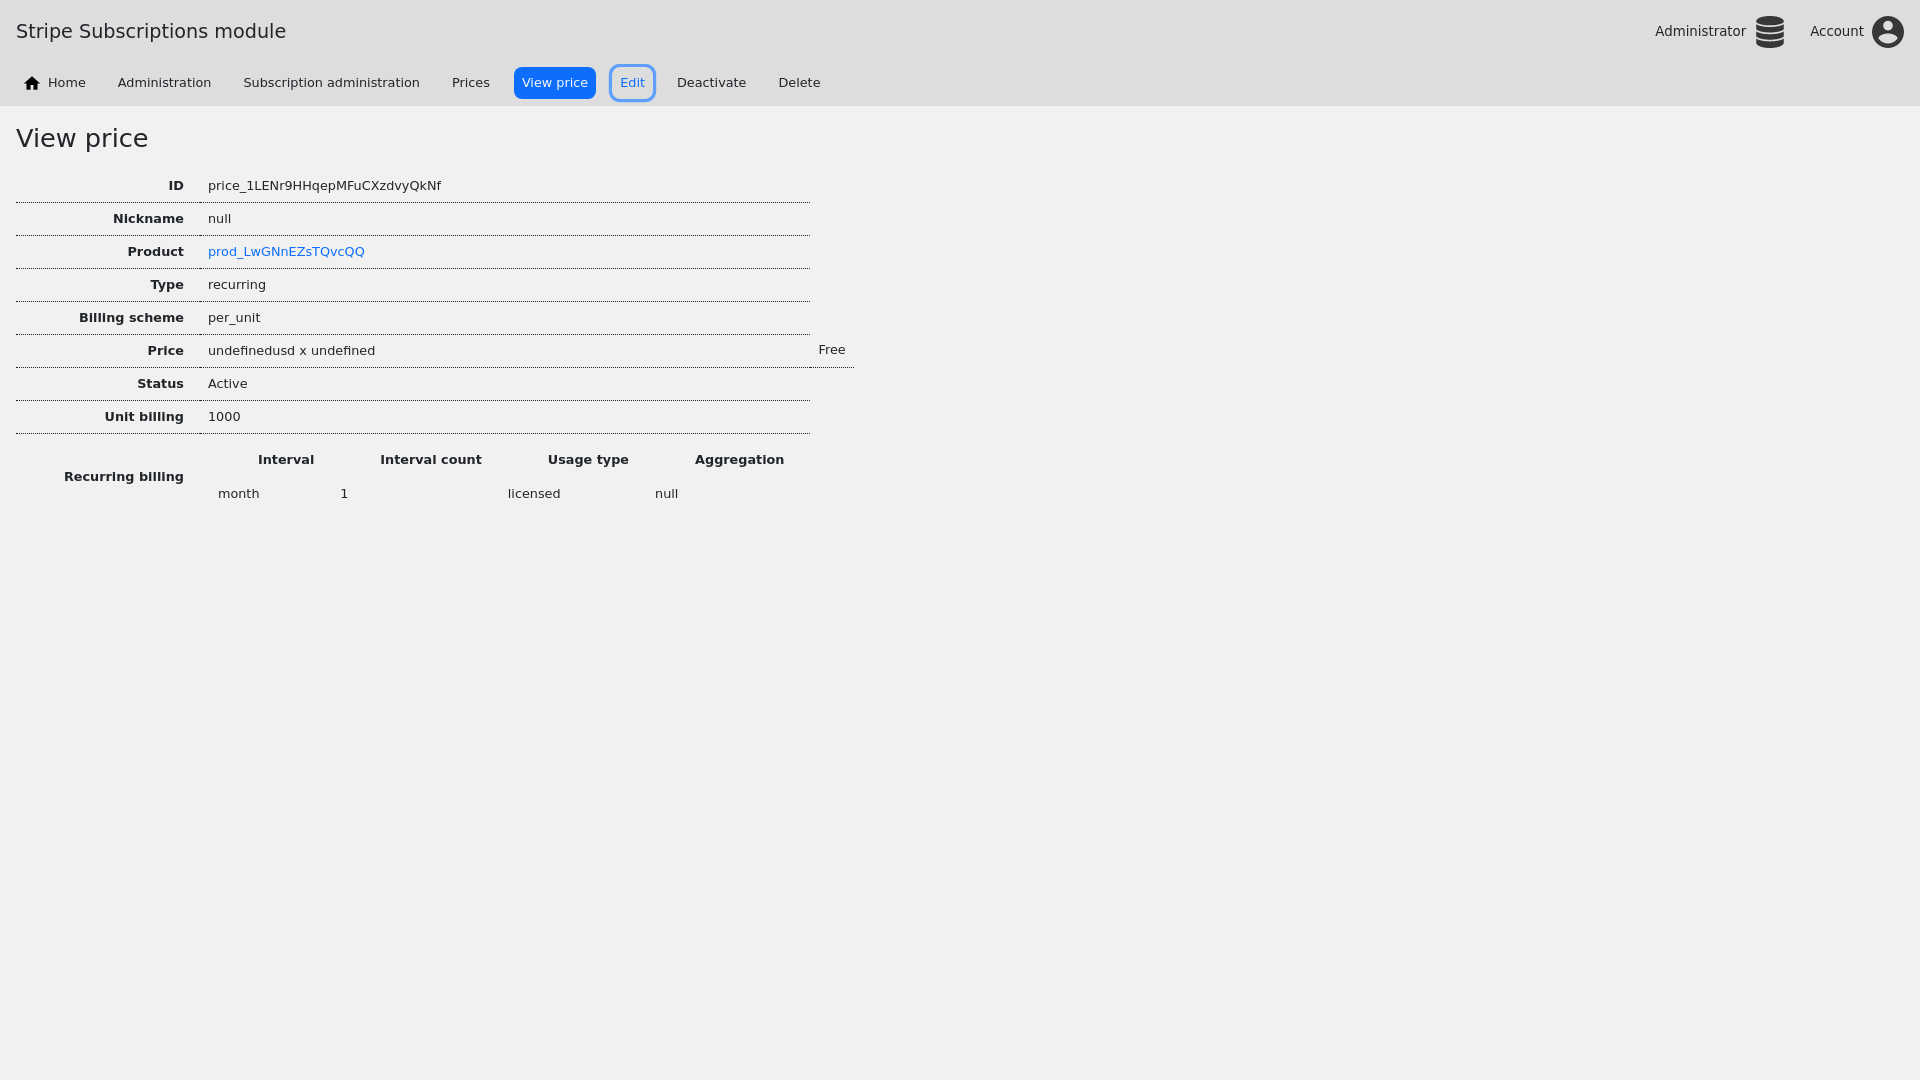 Stripe Subscriptions module
Administrator
Account
Home Administration Subscription administration Prices View price Edit Deactivate Delete
View price
ID price_1LENr9HHqepMFuCXzdvyQkNf
Nickname null
Product prod_LwGNnEZsTQvcQQ
Type recurring
Billing scheme per_unit
Price undefinedusd x undefined Free
Status Active
Unit billing 1000
Recurring billing
Interval Interval count Usage type Aggregation
month 1 licensed null